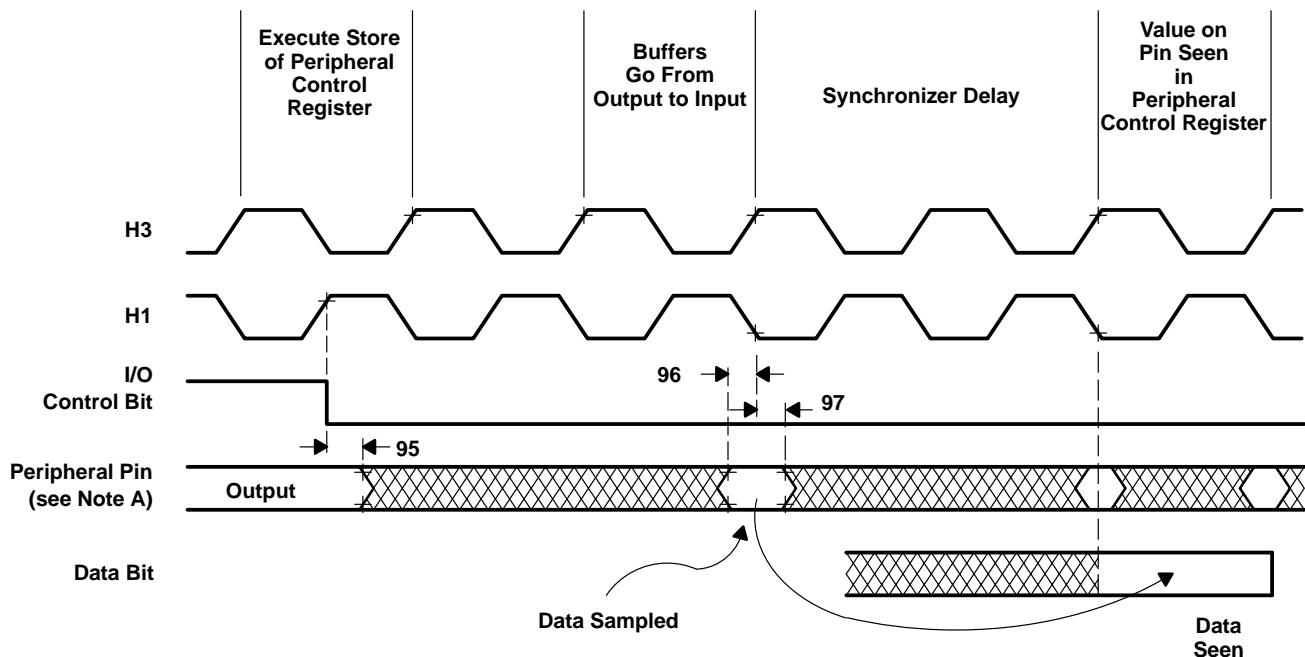 Execute Store
of Peripheral
Control
Register
Buffers
Go From
Output to Input
Synchronizer Delay
Value on
Pin Seen
in
Peripheral
Control Register
H3
H1
I/O
Control Bit
96
97
95
Peripheral Pin
(see Note A)
Output
Data Bit
Data Sampled
Data
Seen